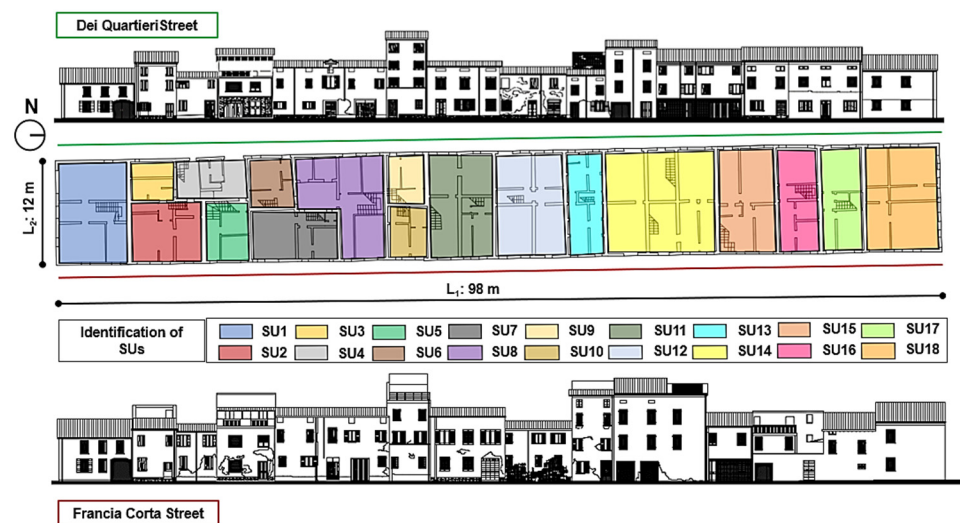 Dei QuartieriStreet
N
L2: 12 m
L1: 98 m
Identification of
SUs
SU1 SU3 SU5 SU7 SU9 SU11 SU13 SU15 SU17
SU2 SU4 SU6 SU8 SU10 SU12 SU14 SU16 SU18
Francia Corta Street